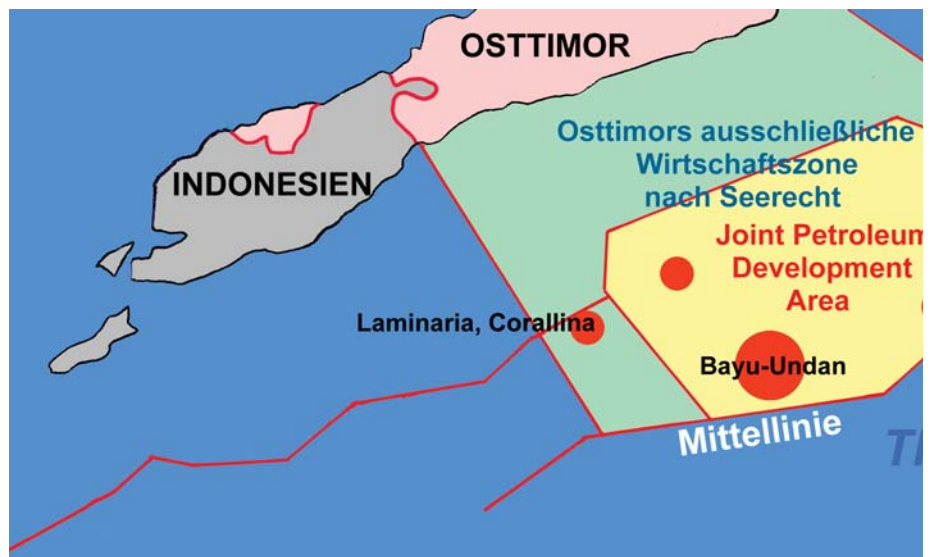 OSTTIMOR
Osttimors ausschließliche
Wirtschaftszone
nach Seerecht
INDONESIEN
Joint Petroleum
Development
Area
Laminaria, Corallina
Bayu-Undan
Mittellinie